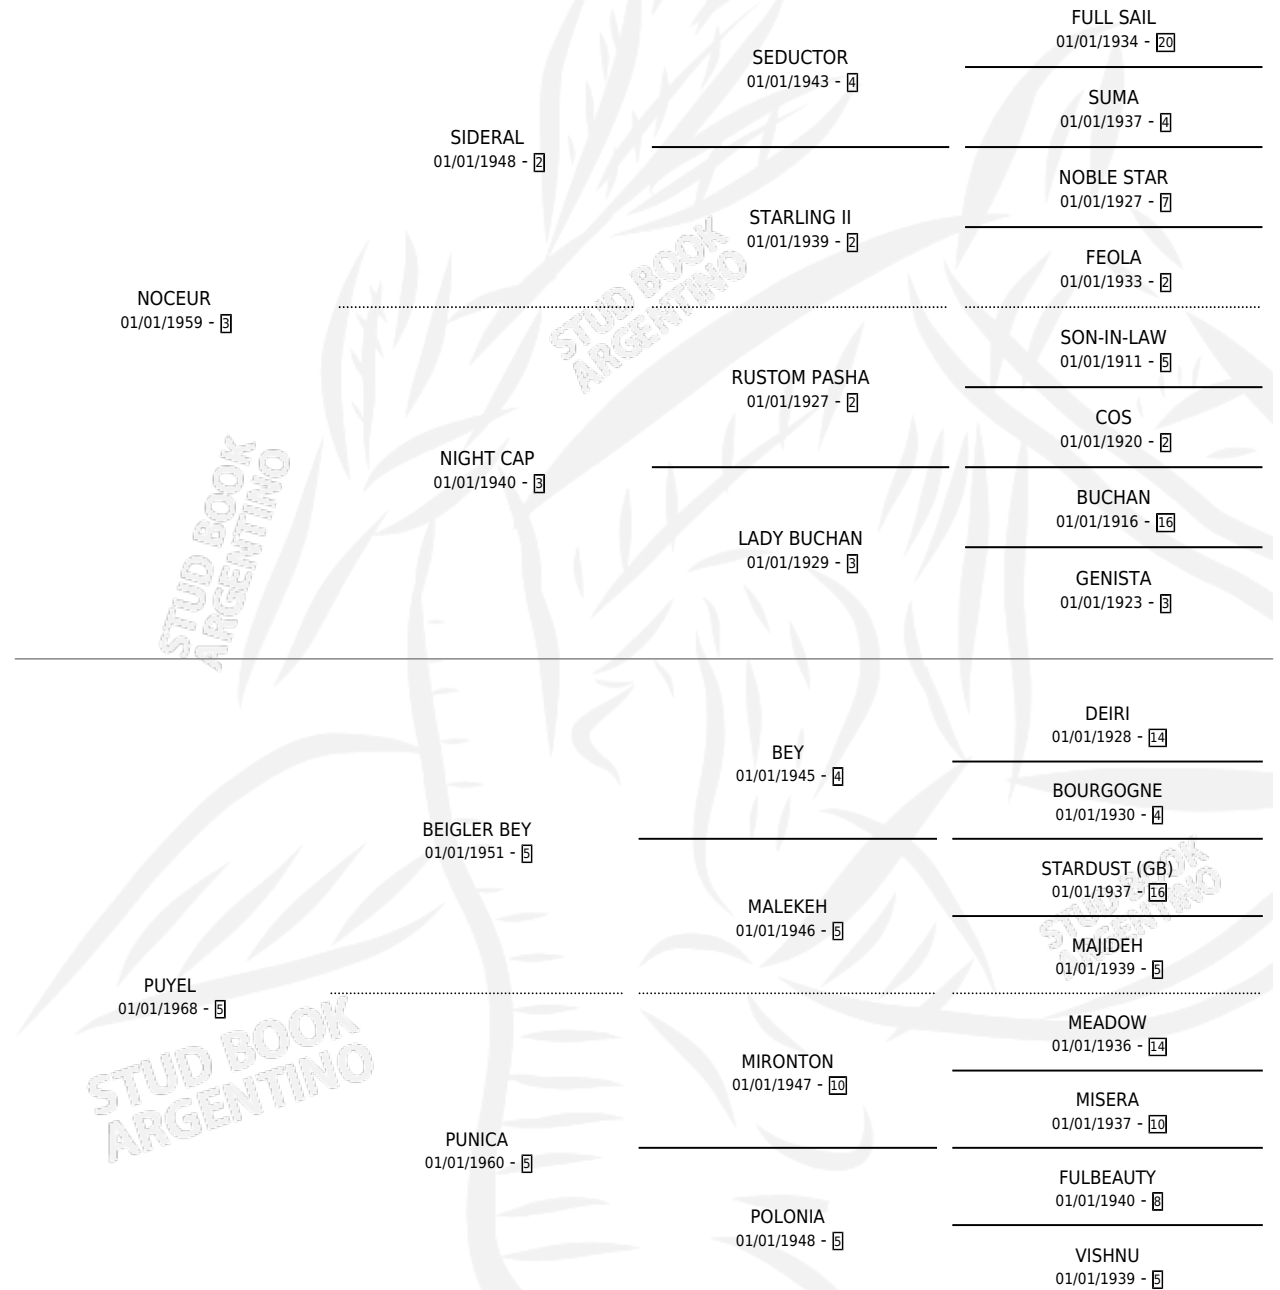 FULL SAIL
01/01/1934 - 20
SEDUCTOR
01/01/1943 - 4
SUMA
01/01/1937 - 4
SIDERAL
01/01/1948 - 2
NOBLE STAR
01/01/1927 - 7
STARLING II
01/01/1939 - 2
FEOLA
01/01/1933 - 2
NOCEUR
01/01/1959 - 3
SON-IN-LAW
01/01/1911 - 5
RUSTOM PASHA
01/01/1927 - 2
COS
01/01/1920 - 2
NIGHT CAP
01/01/1940 - 3
BUCHAN
01/01/1916 - 16
LADY BUCHAN
01/01/1929 - 3
GENISTA
01/01/1923 - 3
STUD BOOK
ARGENTINO
STUD BOOK
ARGENTINO
DEIRI
01/01/1928 - 14
BEY
01/01/1945 - 4
BOURGOGNE
01/01/1930 - 4
BEIGLER BEY
01/01/1951 - 5
STARDUST (GB)
01/01/1937 - 16
MALEKEH
01/01/1946 - 5
MAJIDEH
01/01/1939 - 5
PUYEL
01/01/1968 - 5
MEADOW
01/01/1936 - 14
MIRONTON
01/01/1947 - 10
MISERA
01/01/1937 - 10
PUNICA
01/01/1960 - 5
FULBEAUTY
01/01/1940 - 8
POLONIA
01/01/1948 - 5
VISHNU
01/01/1939 - 5
STUD BOOK
ARGENTINO
STUD BOOK
ARGENTINO